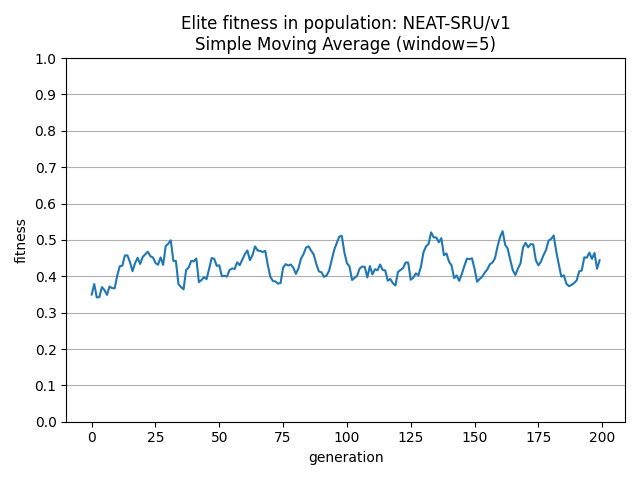 Elite fitness in population: NEAT-SRU/v1
Simple Moving Average (window=5)
1.0
0.9
0.8
0.7
0.6
0.5
0.4
0.3
0.2
0.1
0.0
fitness
0 25 50 75 100 125 150 175 200
generation